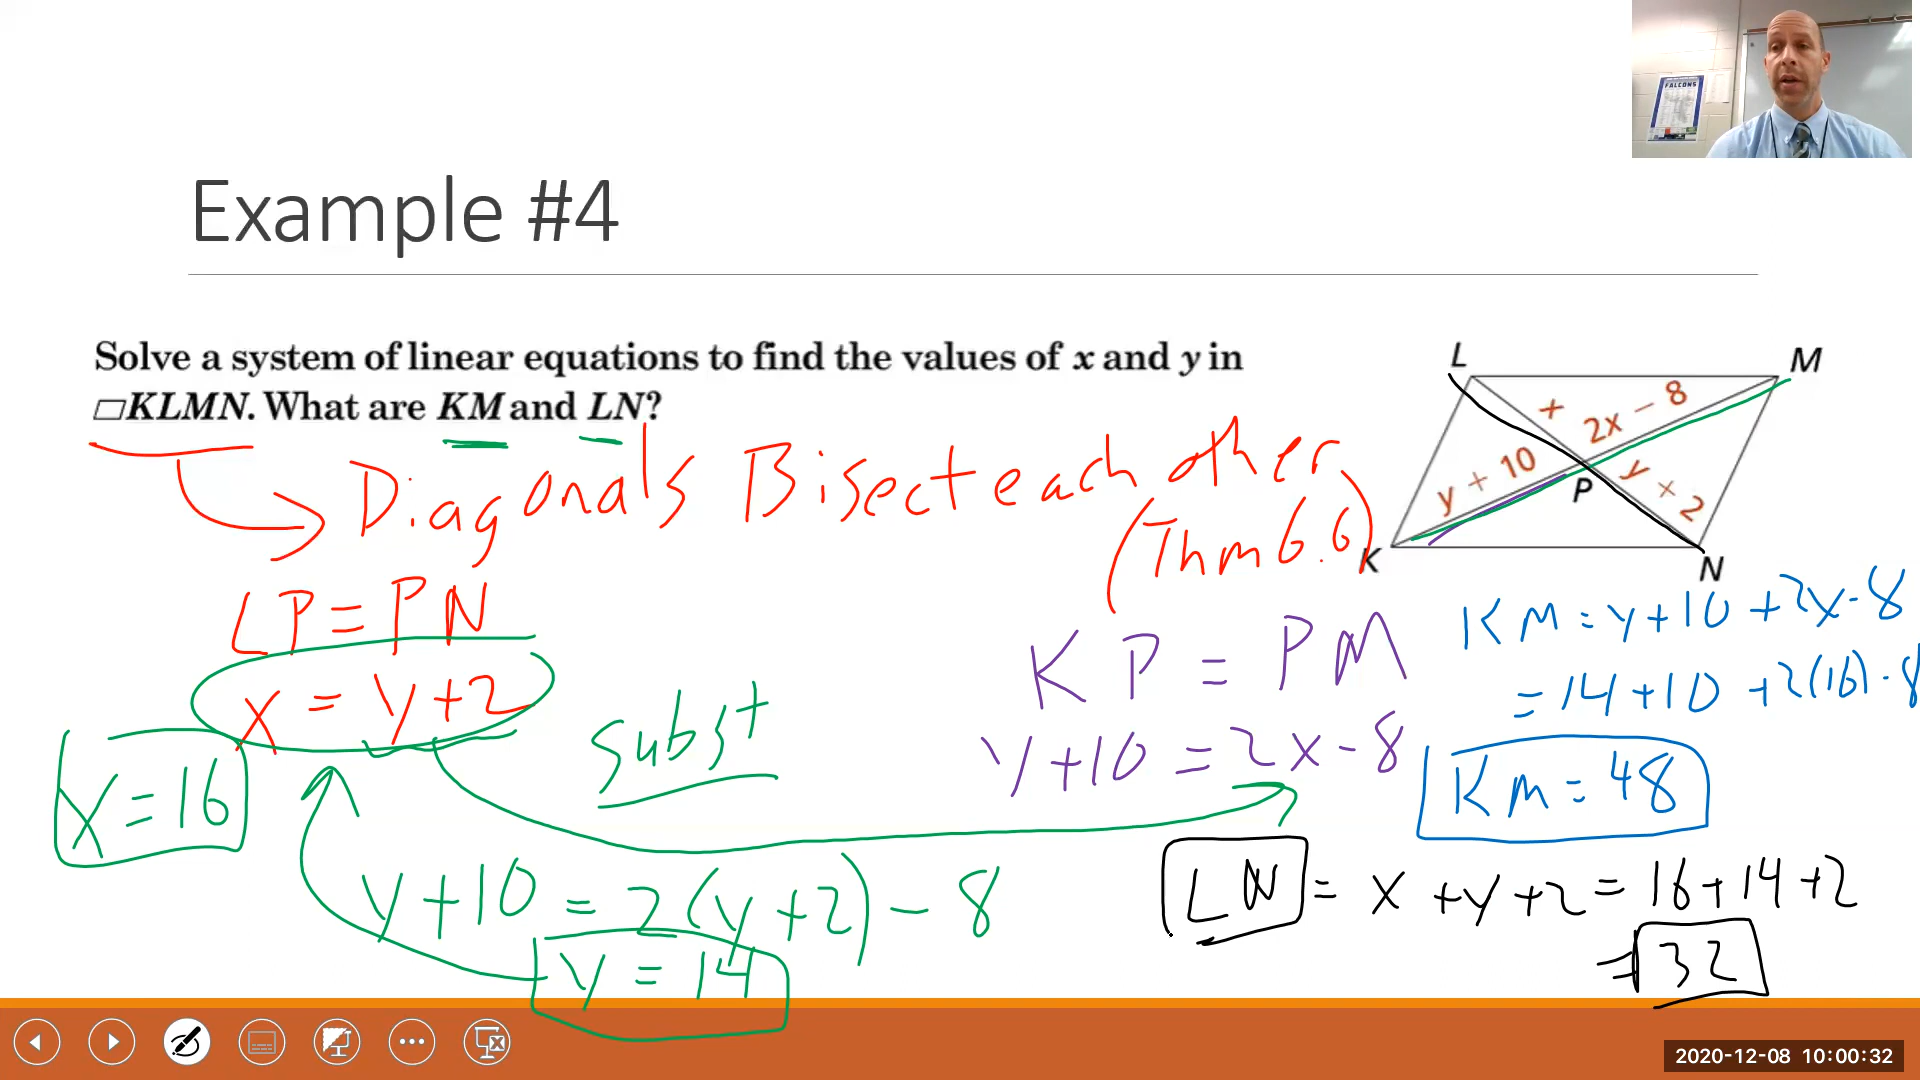 FALCONS
Example #4
Solve a system of linear equations to find the values of x and y in
▱KLMN. What are KM and LN?
L
M
x
2x - 8
y + 10
P
y + 2
K
N
Diagonals Bisect each other
(Thm 6.6)
LP = PN
x = y+2
x = 16
subst
KP = PM
y+10 = 2x-8
KM = y+10 +2x-8
= 14+10 +2(16)-8
KM = 48
y+10 = 2(y+2) - 8
y = 14
LN = x +y+2 = 16+14+2
= 32
2020-12-08 10:00:32